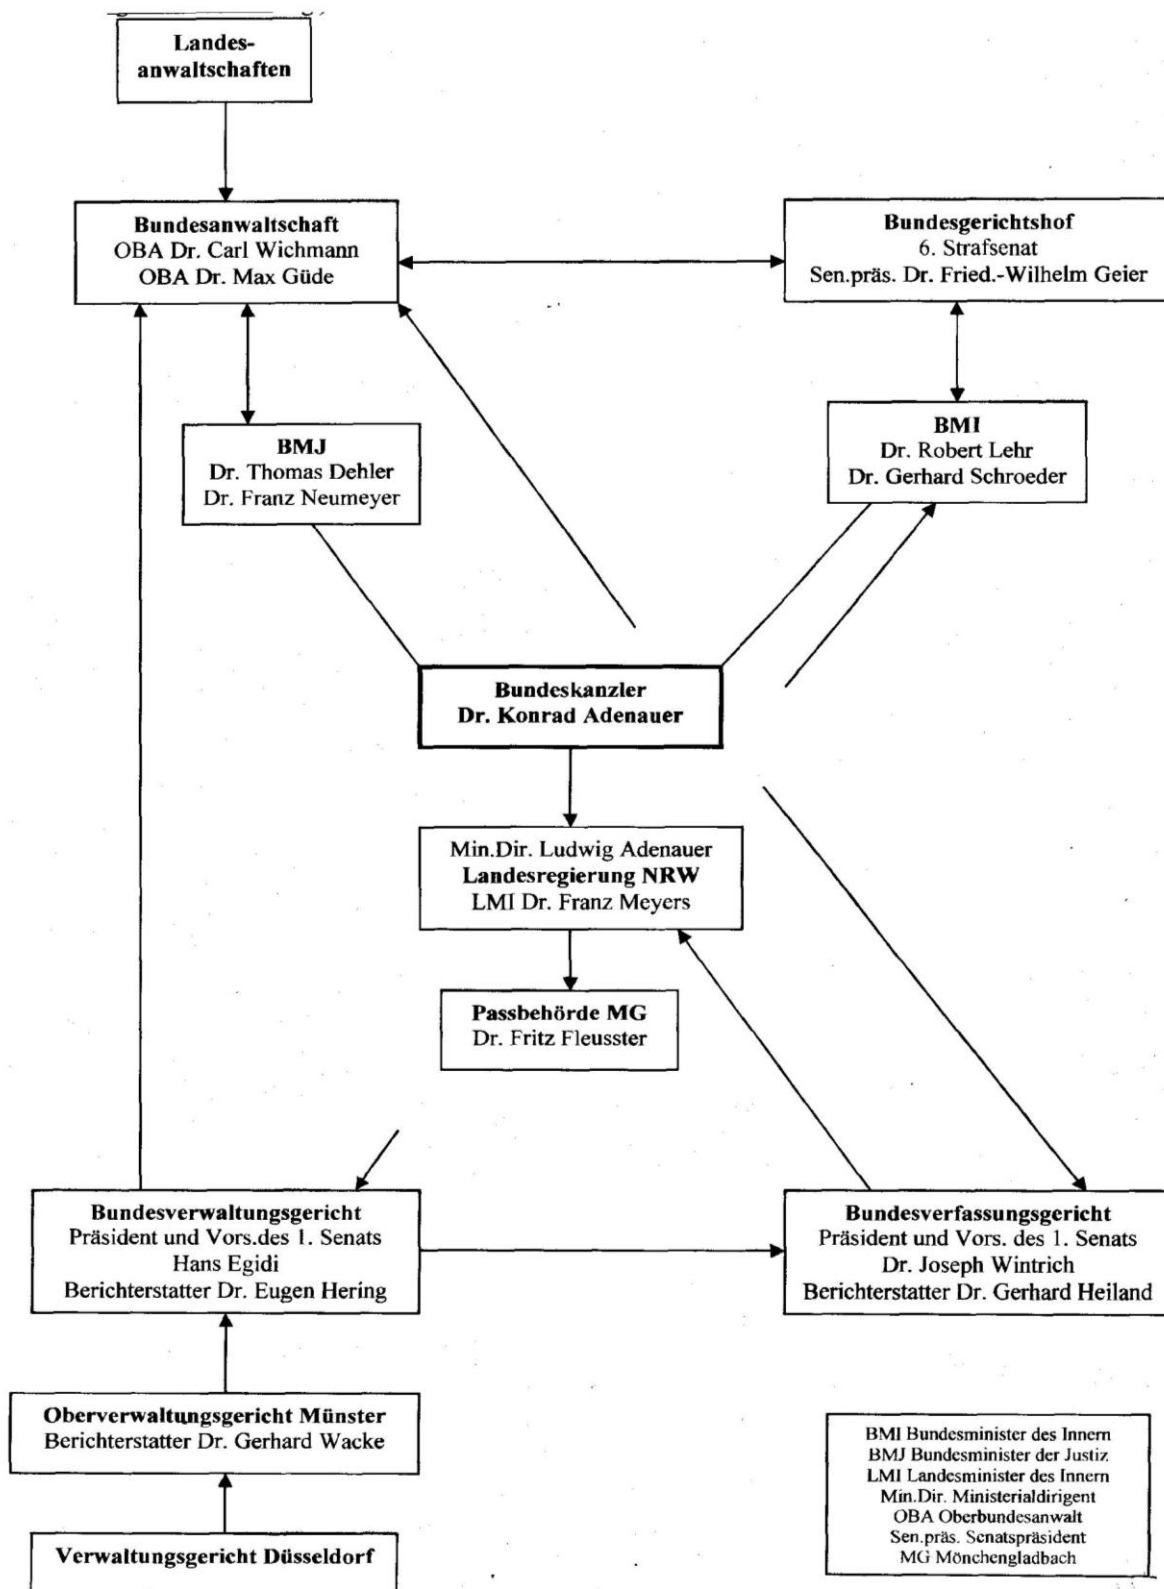 Landes-
anwaltschaften
Bundesanwaltschaft
OBA Dr. Carl Wichmann
OBA Dr. Max Güde
Bundesgerichtshof
6. Strafsenat
Sen.präs. Dr. Fried.-Wilhelm Geier
BMJ
Dr. Thomas Dehler
Dr. Franz Neumeyer
BMI
Dr. Robert Lehr
Dr. Gerhard Schroeder
Bundeskanzler
Dr. Konrad Adenauer
Min.Dir. Ludwig Adenauer
Landesregierung NRW
LMI Dr. Franz Meyers
Passbehörde MG
Dr. Fritz Fleusster
Bundesverwaltungsgericht
Präsident und Vors.des 1. Senats
Hans Egidi
Berichterstatter Dr. Eugen Hering
Bundesverfassungsgericht
Präsident und Vors. des 1. Senats
Dr. Joseph Wintrich
Berichterstatter Dr. Gerhard Heiland
Oberverwaltungsgericht Münster
Berichterstatter Dr. Gerhard Wacke
Verwaltungsgericht Düsseldorf
BMI Bundesminister des Innern
BMJ Bundesminister der Justiz
LMI Landesminister des Innern
Min.Dir. Ministerialdirigent
OBA Oberbundesanwalt
Sen.präs. Senatspräsident
MG Mönchengladbach